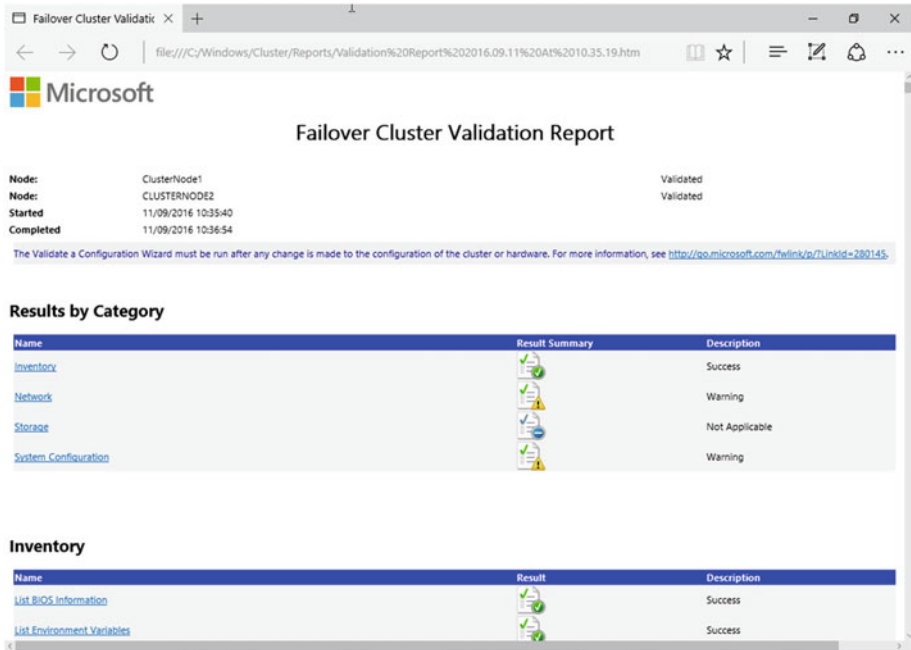 Failover Cluster Validatic
file:///C:/Windows/Cluster/Reports/Validation%20Report%202016.09.11%20At%2010.35.19.htm
Microsoft
Failover Cluster Validation Report
Node: ClusterNode1 Validated
Node: CLUSTERNODE2 Validated
Started 11/09/2016 10:35:40
Completed 11/09/2016 10:36:54
The Validate a Configuration Wizard must be run after any change is made to the configuration of the cluster or hardware. For more information, see http://go.microsoft.com/fwlink/p/?LinkId=280145.
Results by Category
Name Result Summary Description
Inventory Success
Network Warning
Storage Not Applicable
System Configuration Warning
Inventory
Name Result Description
List BIOS Information Success
List Environment Variables Success